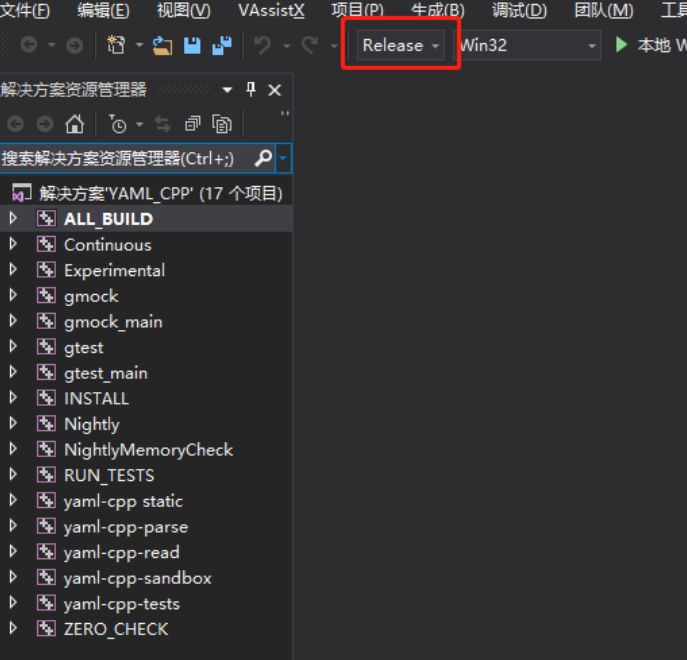 文件(F) 编辑(E) 视图(V) VAssistX 项目(P) 生成(B) 调试(D) 团队(M) 工具
Release Win32 本地 W
解决方案资源管理器
搜索解决方案资源管理器(Ctrl+;)
解决方案'YAML_CPP' (17 个项目)
ALL_BUILD
Continuous
Experimental
gmock
gmock_main
gtest
gtest_main
INSTALL
Nightly
NightlyMemoryCheck
RUN_TESTS
yaml-cpp static
yaml-cpp-parse
yaml-cpp-read
yaml-cpp-sandbox
yaml-cpp-tests
ZERO_CHECK